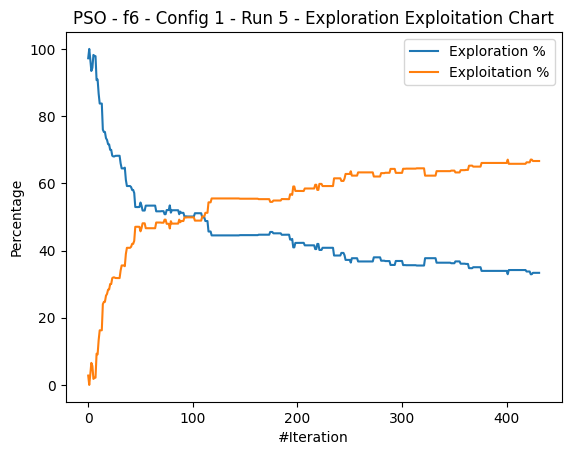 PSO - f6 - Config 1 - Run 5 - Exploration Exploitation Chart
Exploration %
Exploitation %
Percentage
100
80
60
40
20
0
0
100
200
300
400
#Iteration